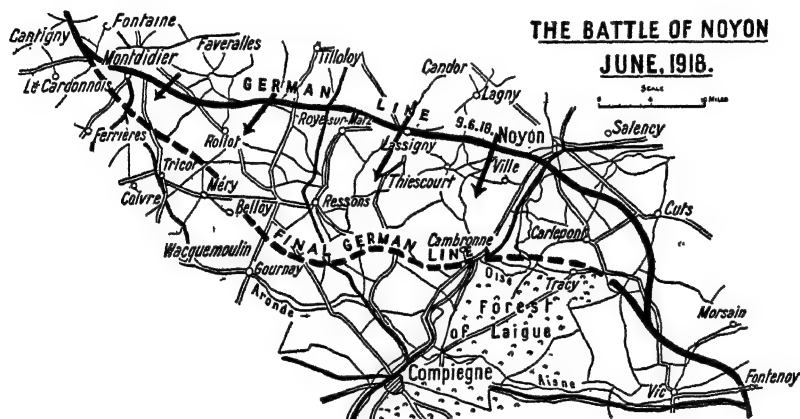 THE BATTLE OF NOYON
JUNE, 1918.
SCALE
MILES
Fontaine
Cantigny
Montdidier
Faveralles
Tilloloy
Candor
Le Cardonnois
GERMAN LINE
Lagny
9.6.18.
Noyon
Salency
Ferrières
Rollot
Roye-sur-Matz
Lassigny
Ville
Tricot
Thiescourt
Coivre
Méry
Belloy
Ressons
Cuts
Carlepont
Wacquemoulin
FINAL GERMAN LINE
Cambronne
Gournay
Oise
Tracy
Aronde
Forest
of Laigue
Morsain
Compiegne
Aisne
Vic
Fontenoy